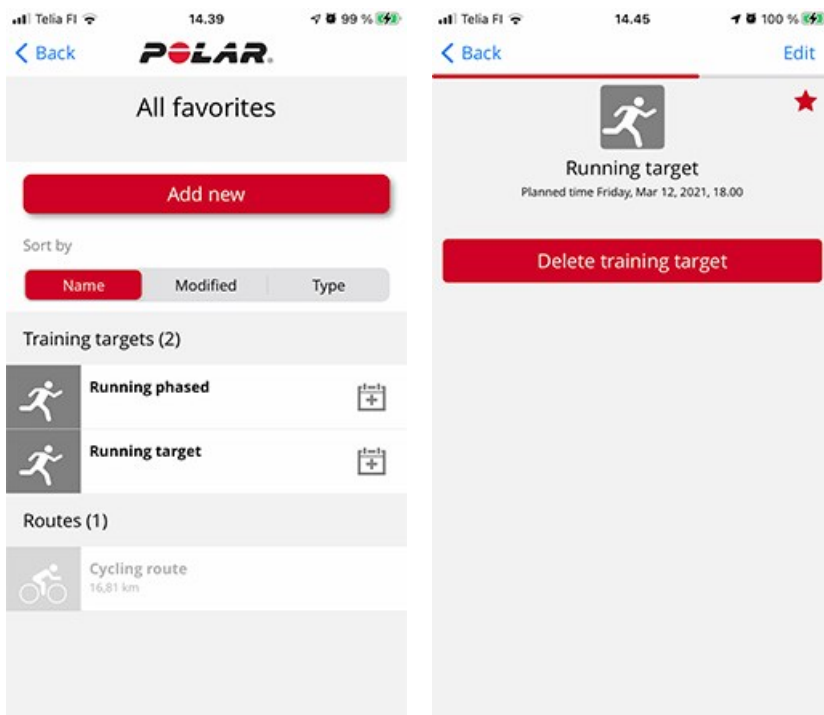 Telia FI 14.39 99 %
Back POLAR.
All favorites
Add new
Sort by
Name Modified Type
Training targets (2)
Running phased
Running target
Routes (1)
Cycling route
16,81 km
Telia FI 14.45 100 %
Back Edit
Running target
Planned time Friday, Mar 12, 2021, 18.00
Delete training target